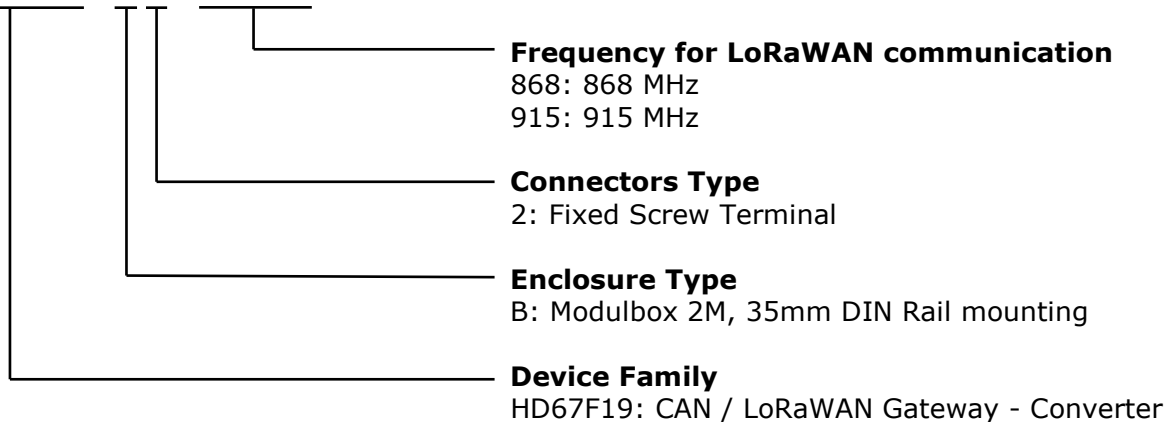 Frequency for LoRaWAN communication
868: 868 MHz
915: 915 MHz
Connectors Type
2: Fixed Screw Terminal
Enclosure Type
B: Modulbox 2M, 35mm DIN Rail mounting
Device Family
HD67F19: CAN / LoRaWAN Gateway - Converter